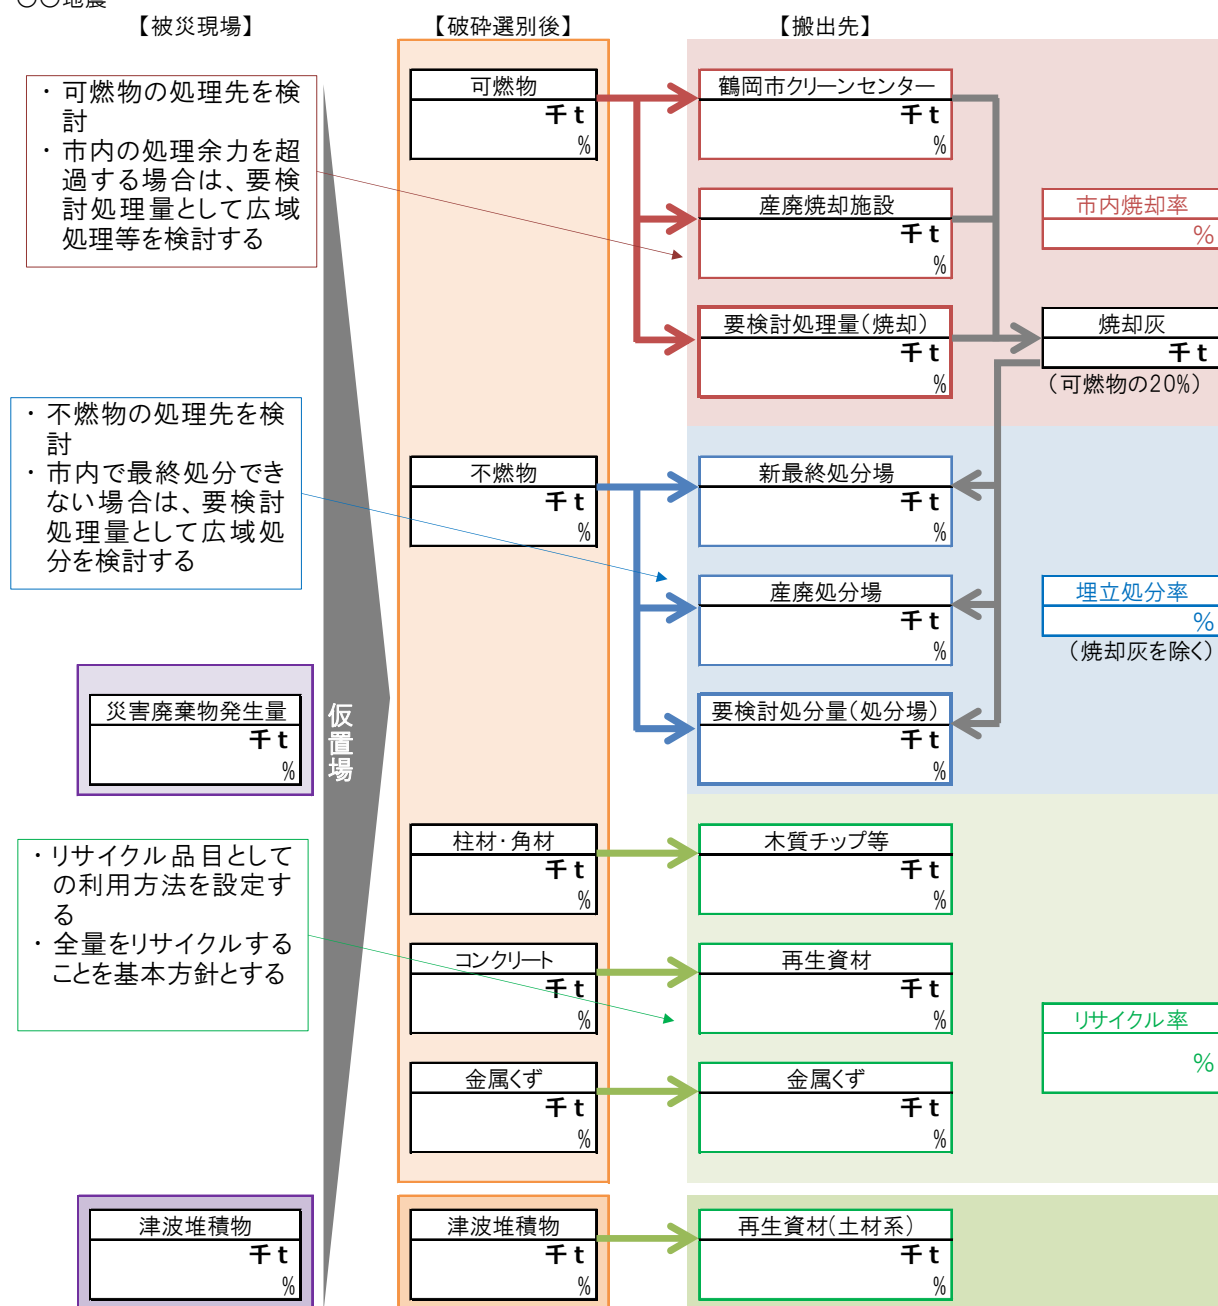 〇〇地震
【被災現場】
【破砕選別後】
【搬出先】
・可燃物の処理先を検
討
・市内の処理余力を超
過する場合は、要検
討処理量として広域
処理等を検討する
可燃物
千t
%
鶴岡市クリーンセンター
千t
%
産廃焼却施設
千t
%
市内焼却率
%
要検討処理量(焼却)
千t
%
焼却灰
千t
(可燃物の20%)
・不燃物の処理先を検
討
・市内で最終処分でき
ない場合は、要検討
処理量として広域処
分を検討する
不燃物
千t
%
新最終処分場
千t
%
産廃処分場
千t
%
埋立処分率
%
(焼却灰を除く)
災害廃棄物発生量
千t
%
仮置場
要検討処分量(処分場)
千t
%
・リサイクル品目として
の利用方法を設定す
る
・全量をリサイクルする
ことを基本方針とする
柱材・角材
千t
%
木質チップ等
千t
%
コンクリート
千t
%
再生資材
千t
%
リサイクル率
%
金属くず
千t
%
金属くず
千t
%
津波堆積物
千t
%
津波堆積物
千t
%
再生資材(土材系)
千t
%